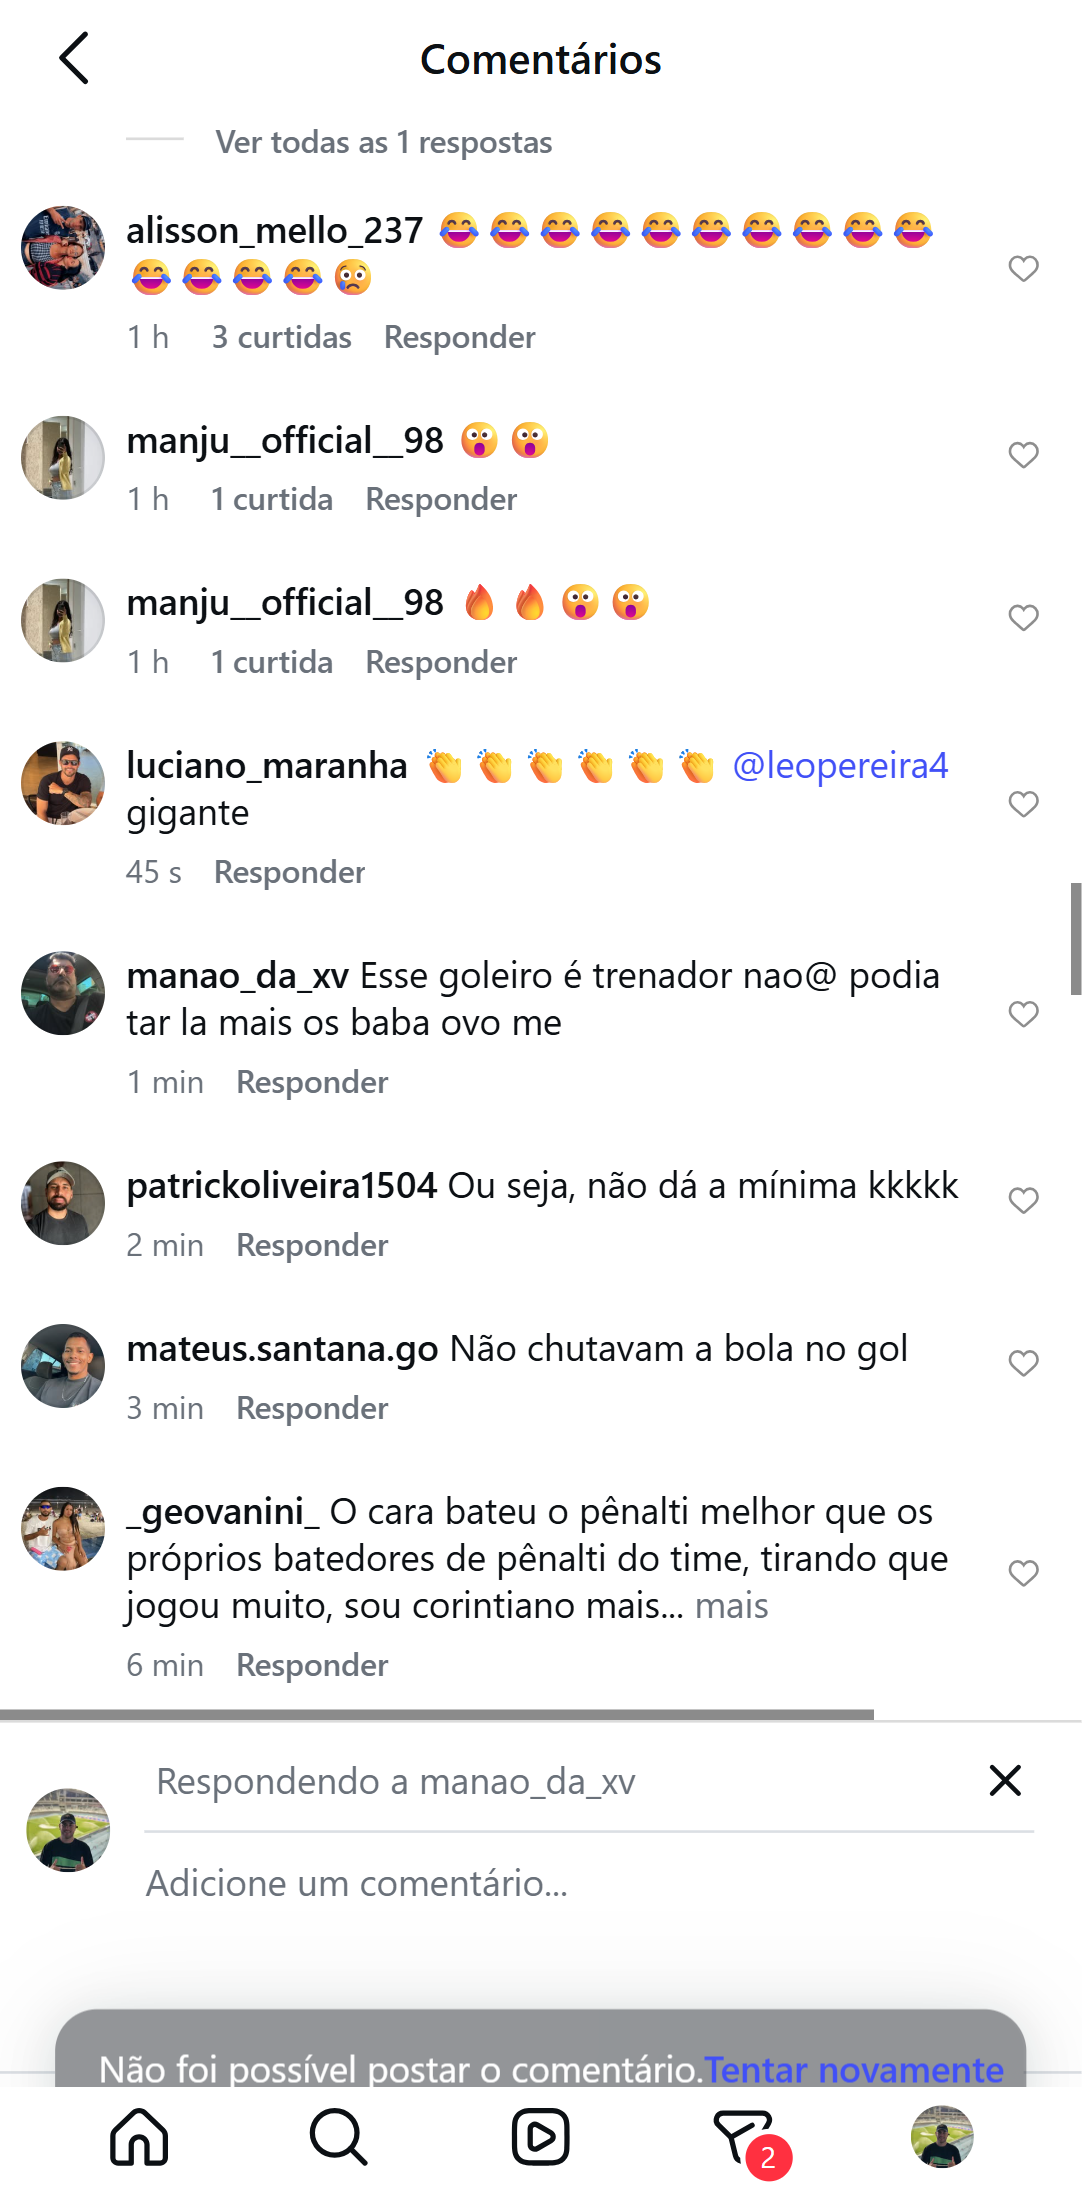 Comentários
Ver todas as 1 respostas
alisson_mello_237 😂😂😂😂😂😂😂😂😂😂
😂😂😂😂😢
1 h 3 curtidas Responder
manju__official__98 😲😲
1 h 1 curtida Responder
manju__official__98 🔥🔥😲😲
1 h 1 curtida Responder
luciano_maranha 👏👏👏👏👏👏 @leopereira4
gigante
45 s Responder
manao_da_xv Esse goleiro é trenador nao@ podia
tar la mais os baba ovo me
1 min Responder
patrickoliveira1504 Ou seja, não dá a mínima kkkkk
2 min Responder
mateus.santana.go Não chutavam a bola no gol
3 min Responder
_geovanini_ O cara bateu o pênalti melhor que os
próprios batedores de pênalti do time, tirando que
jogou muito, sou corintiano mais... mais
6 min Responder
Respondendo a manao_da_xv
Adicione um comentário...
Não foi possível postar o comentário.Tentar novamente
2